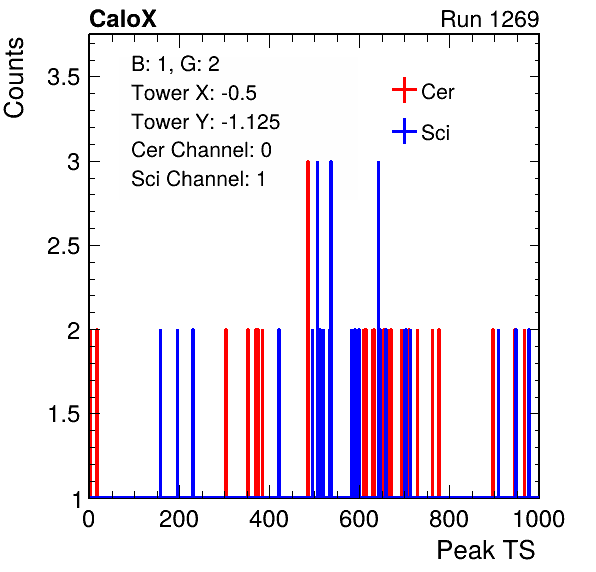 CaloX Run 1269
Counts
3.5
3
2.5
2
1.5
1
B: 1, G: 2
Tower X: -0.5
Tower Y: -1.125
Cer Channel: 0
Sci Channel: 1
Cer
Sci
0 200 400 600 800 1000
Peak TS